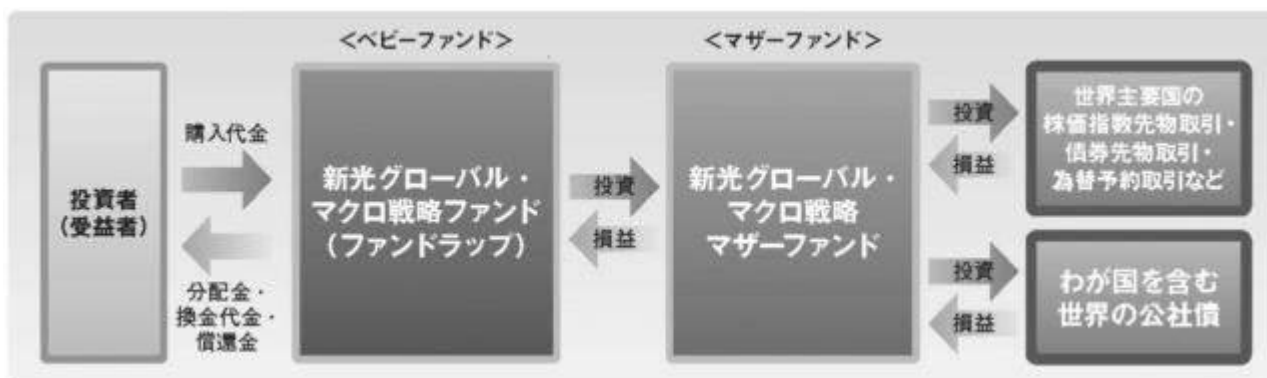 <ベビーファンド>
<マザーファンド>
投資者
(受益者)
購入代金
分配金・
換金代金・
償還金
新光グローバル・
マクロ戦略ファンド
(ファンドラップ)
投資
損益
新光グローバル・
マクロ戦略
マザーファンド
投資
損益
世界主要国の
株価指数先物取引・
債券先物取引・
為替予約取引など
投資
損益
わが国を含む
世界の公社債